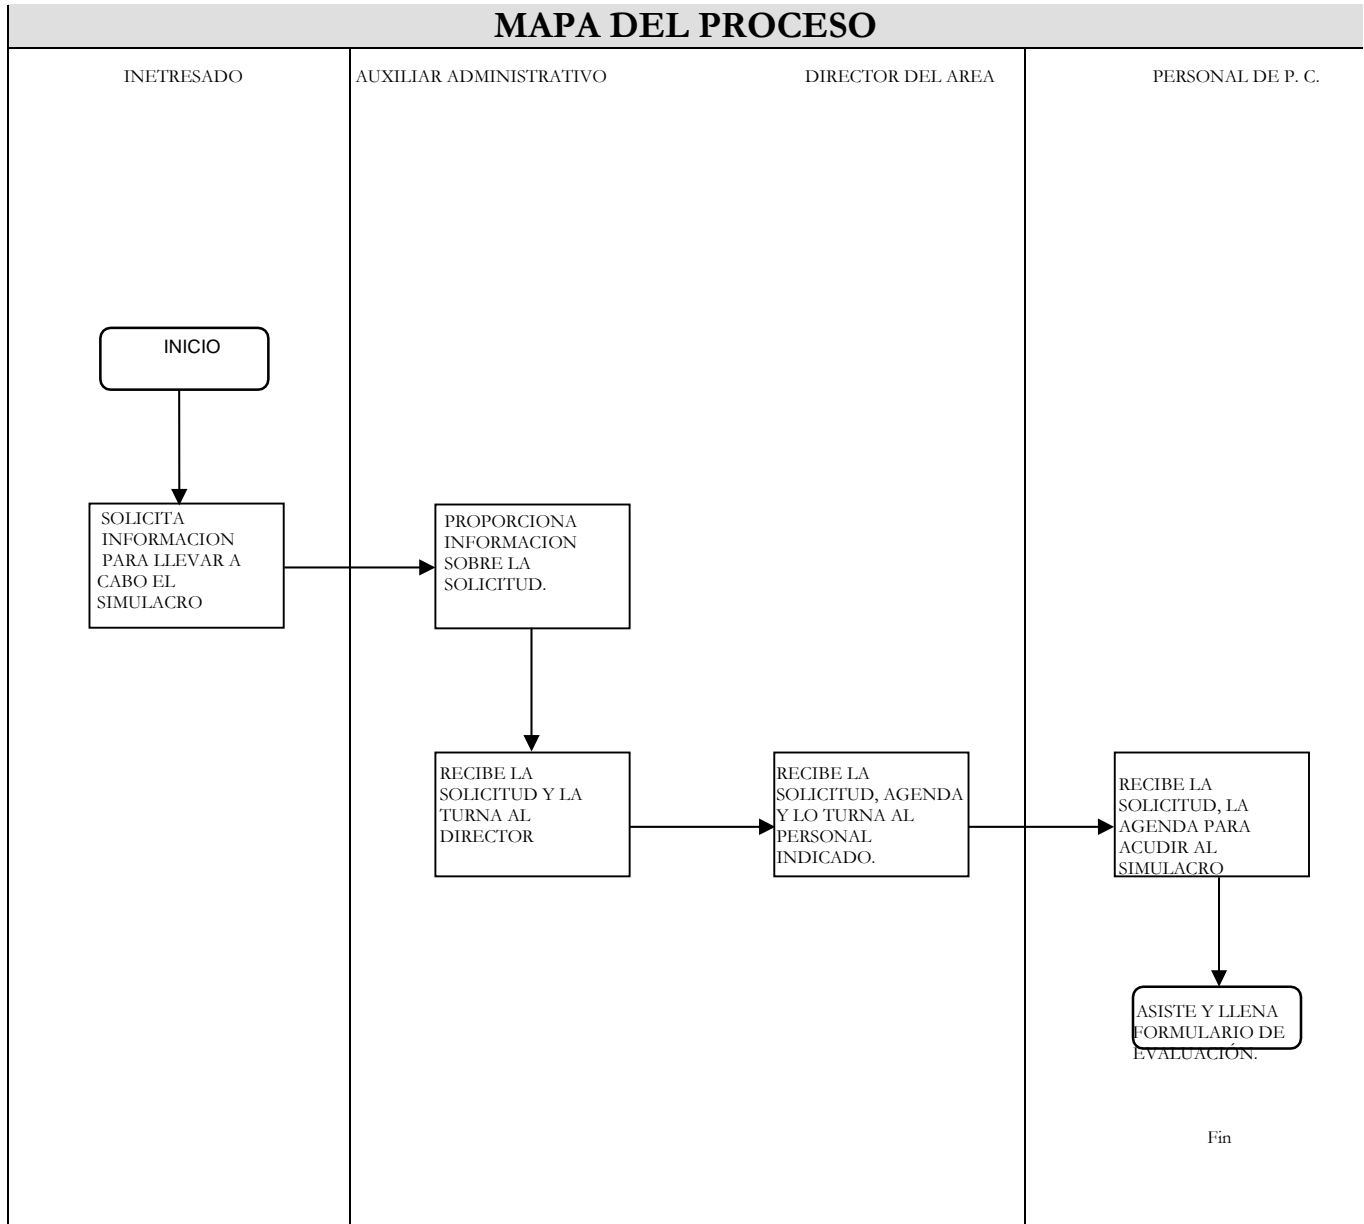 MAPA DEL PROCESO
INETRESADO
AUXILIAR ADMINISTRATIVO
DIRECTOR DEL AREA
PERSONAL DE P. C.
INICIO
SOLICITA
INFORMACION
PARA LLEVAR A
CABO EL
SIMULACRO
PROPORCIONA
INFORMACION
SOBRE LA
SOLICITUD.
RECIBE LA
SOLICITUD Y LA
TURNA AL
DIRECTOR
RECIBE LA
SOLICITUD, AGENDA
Y LO TURNA AL
PERSONAL
INDICADO.
RECIBE LA
SOLICITUD, LA
AGENDA PARA
ACUDIR AL
SIMULACRO
ASISTE Y LLENA
FORMULARIO DE
EVALUACIÓN.
Fin